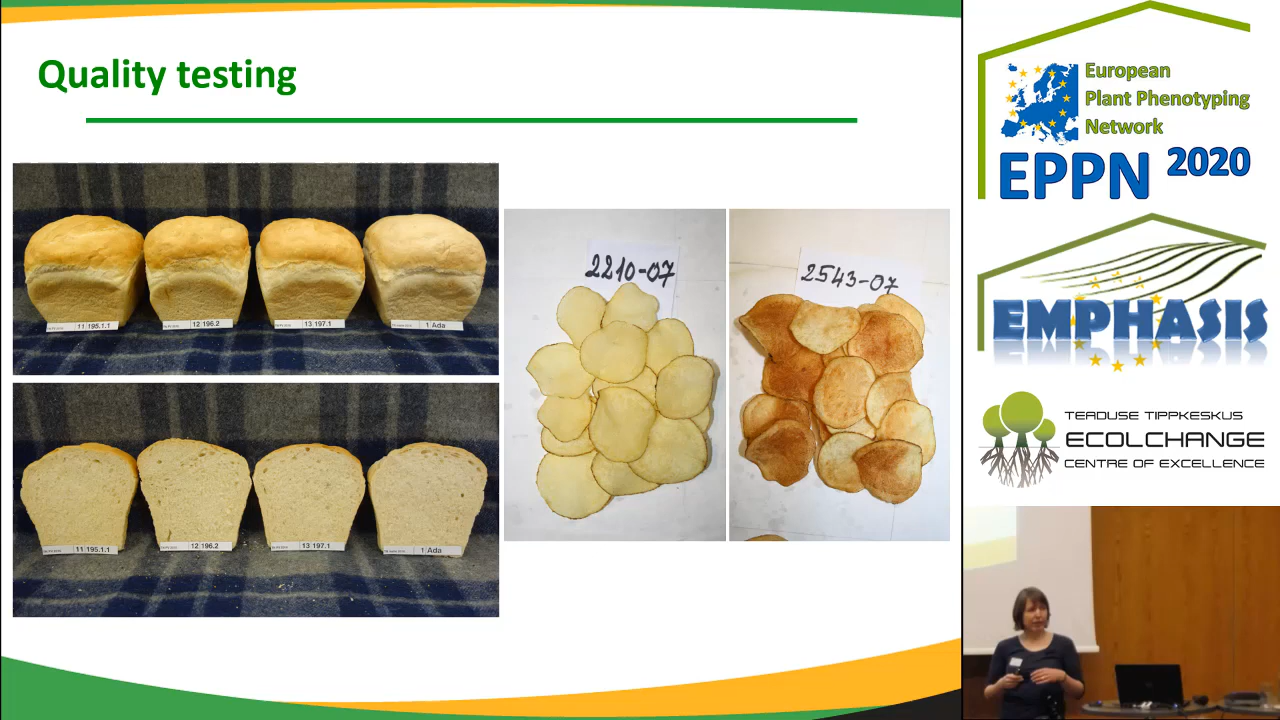 Quality testing
11 195.1.1
12 196.2
13 197.1
1 Ada
11 195.1.1
12 196.2
13 197.1
1 Ada
2210-07
2543-07
European
Plant Phenotyping
Network
EPPN 2020
EMPHASIS
TEADUSE TIPPKESKUS
ECOLCHANGE
CENTRE OF EXCELLENCE